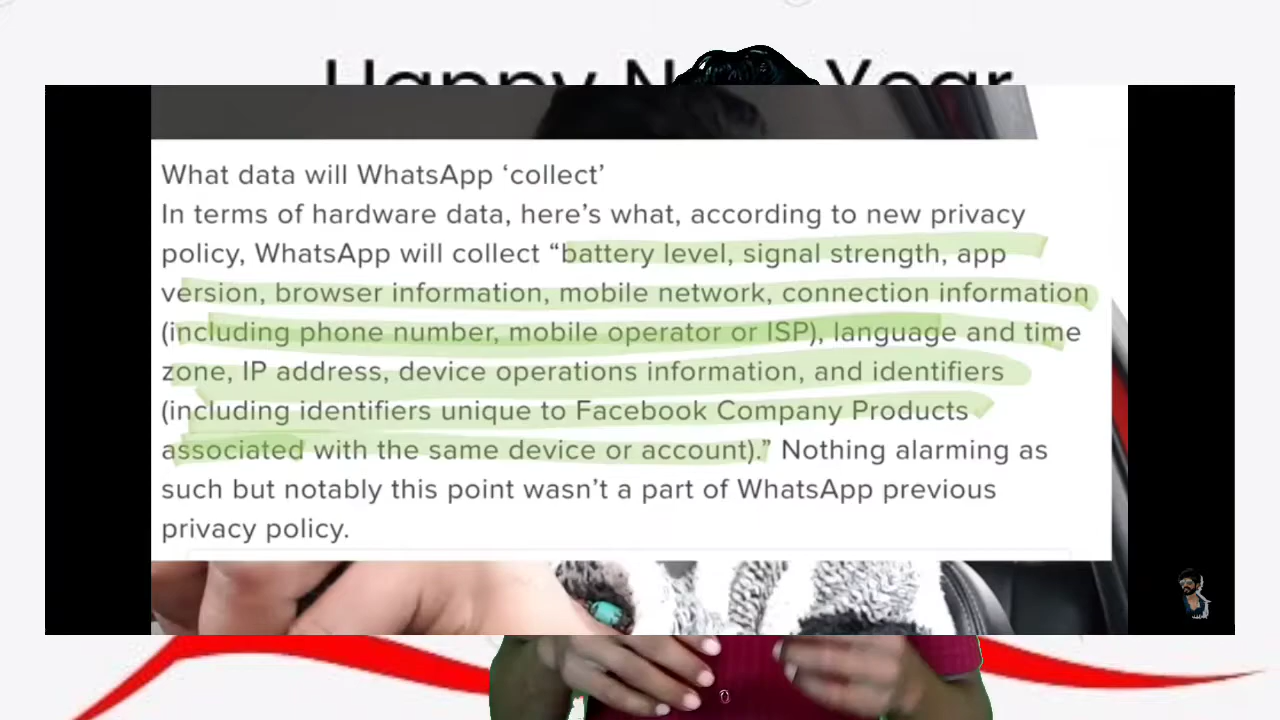 Happy New Year
What data will WhatsApp ‘collect’
In terms of hardware data, here’s what, according to new privacy
policy, WhatsApp will collect “battery level, signal strength, app
version, browser information, mobile network, connection information
(including phone number, mobile operator or ISP), language and time
zone, IP address, device operations information, and identifiers
(including identifiers unique to Facebook Company Products
associated with the same device or account).” Nothing alarming as
such but notably this point wasn’t a part of WhatsApp previous
privacy policy.